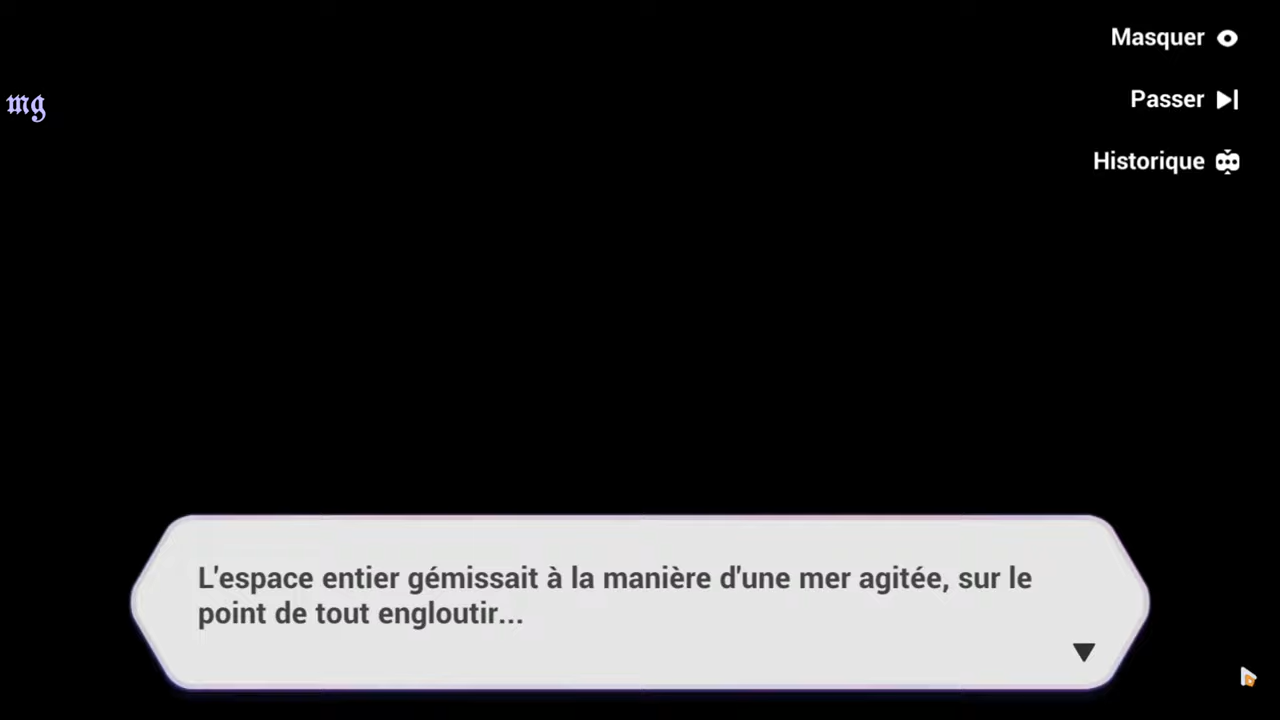 Masquer
mg
Passer
Historique
L'espace entier gémissait à la manière d'une mer agitée, sur le
point de tout engloutir...